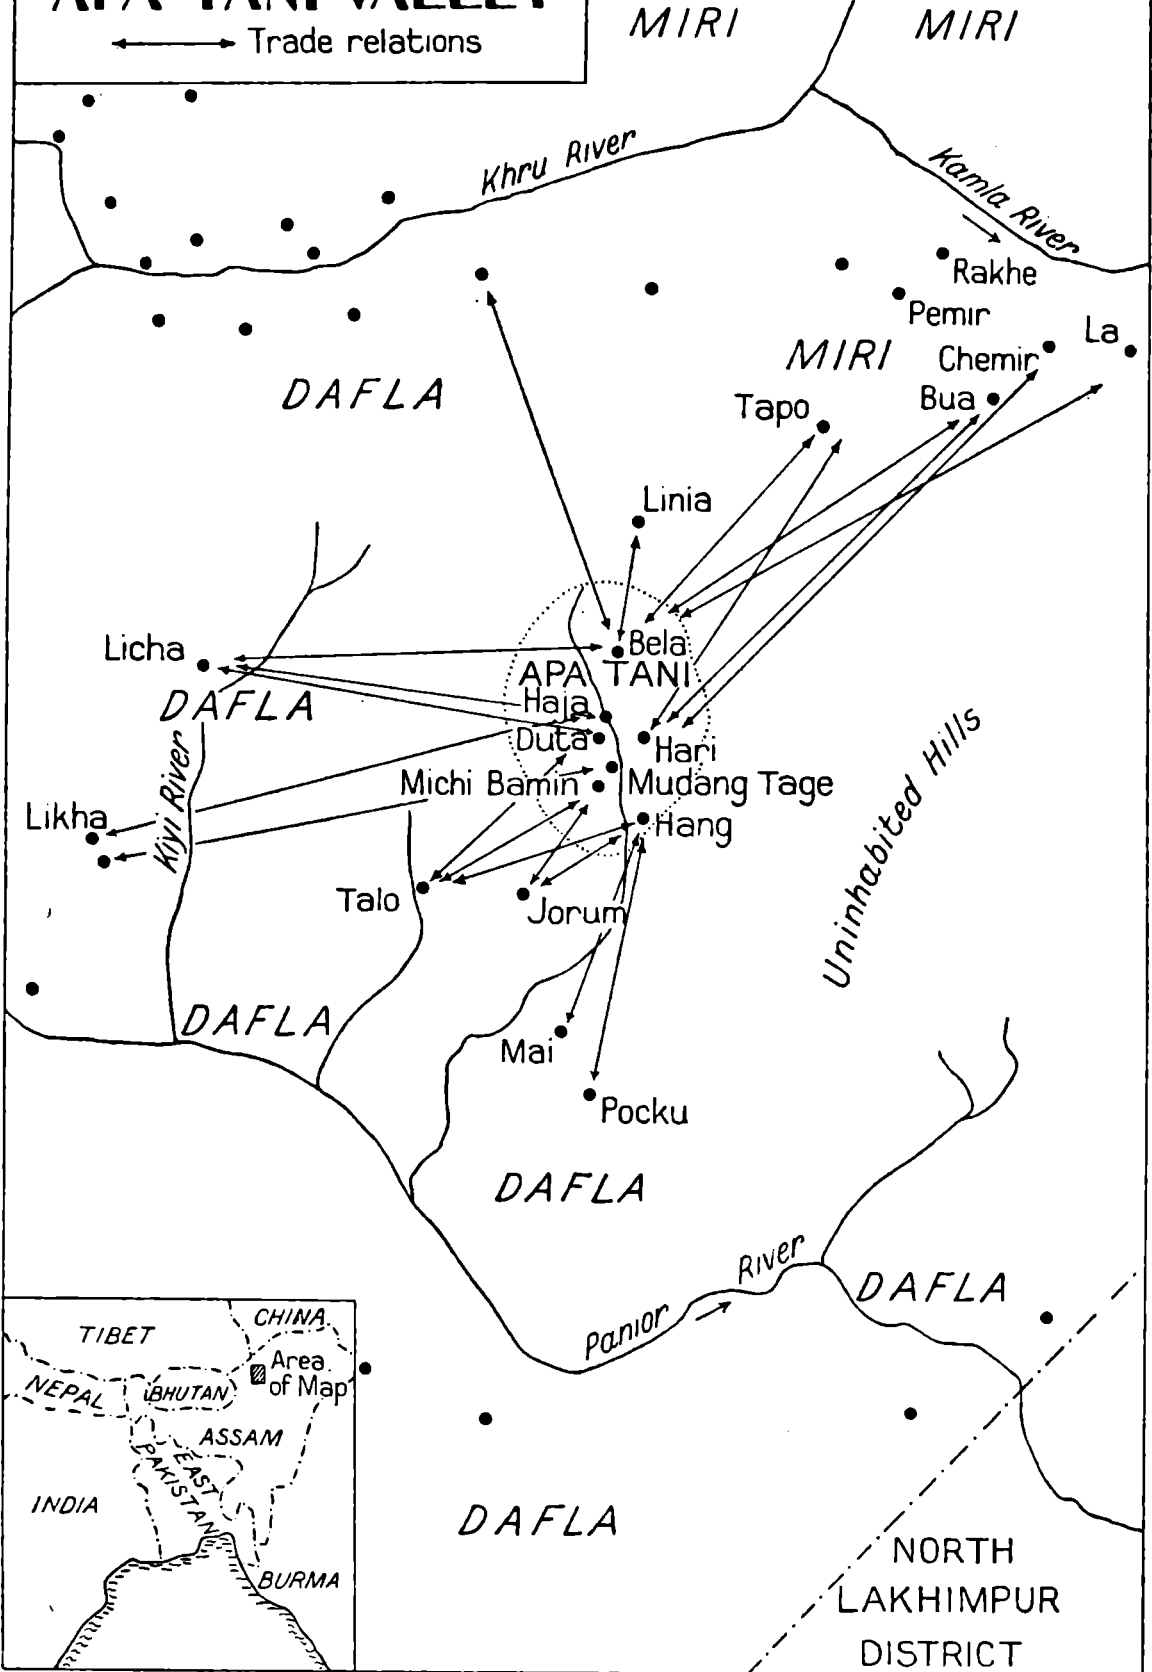 APA TANI VALLEY
Trade relations
MIRI
MIRI
Khru River
Kamla River
Rakhe
Pemir
La
MIRI
Chemir
DAFLA
Bua
Tapo
Linia
Licha
Bela
APA TANI
DAFLA
Haja
Duta
Hari
Michi Bamin
Mudang Tage
Likha
Kiyi River
Hang
Uninhabited Hills
Talo
Jorum
DAFLA
Mai
Pocku
DAFLA
Panior River
DAFLA
TIBET
CHINA
Area
of Map
NEPAL
BHUTAN
ASSAM
EAST
PAKISTAN
INDIA
BURMA
DAFLA
NORTH
LAKHIMPUR
DISTRICT